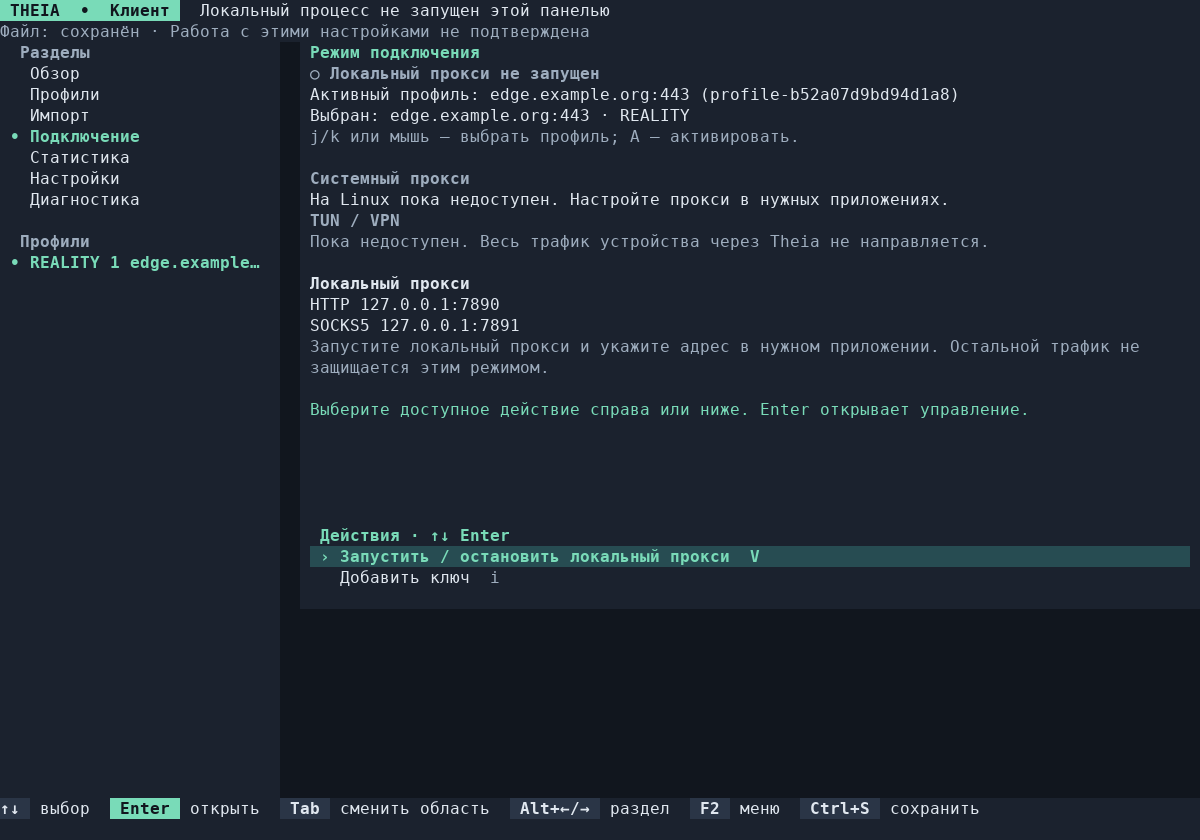 THEIA • Клиент Локальный процесс не запущен этой панелью
Файл: сохранён · Работа с этими настройками не подтверждена
Разделы
Обзор
Профили
Импорт
• Подключение
Статистика
Настройки
Диагностика
Профили
• REALITY 1 edge.example…
Режим подключения
○ Локальный прокси не запущен
Активный профиль: edge.example.org:443 (profile-b52a07d9bd94d1a8)
Выбран: edge.example.org:443 · REALITY
j/k или мышь — выбрать профиль; A — активировать.
Системный прокси
На Linux пока недоступен. Настройте прокси в нужных приложениях.
TUN / VPN
Пока недоступен. Весь трафик устройства через Theia не направляется.
Локальный прокси
HTTP 127.0.0.1:7890
SOCKS5 127.0.0.1:7891
Запустите локальный прокси и укажите адрес в нужном приложении. Остальной трафик не
защищается этим режимом.
Выберите доступное действие справа или ниже. Enter открывает управление.
Действия · ↑↓ Enter
› Запустить / остановить локальный прокси V
Добавить ключ i
↑↓ выбор Enter открыть Tab сменить область Alt+←/→ раздел F2 меню Ctrl+S сохранить